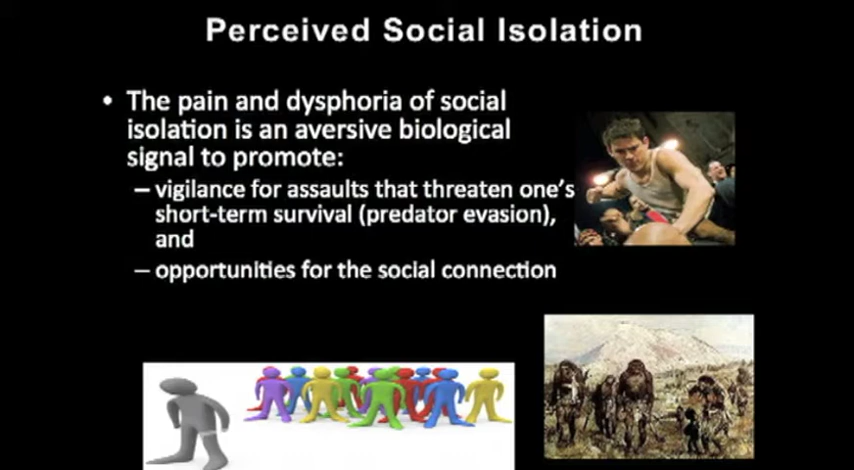 Perceived Social Isolation
• The pain and dysphoria of social
isolation is an aversive biological
signal to promote:
– vigilance for assaults that threaten one's
short-term survival (predator evasion),
and
– opportunities for the social connection